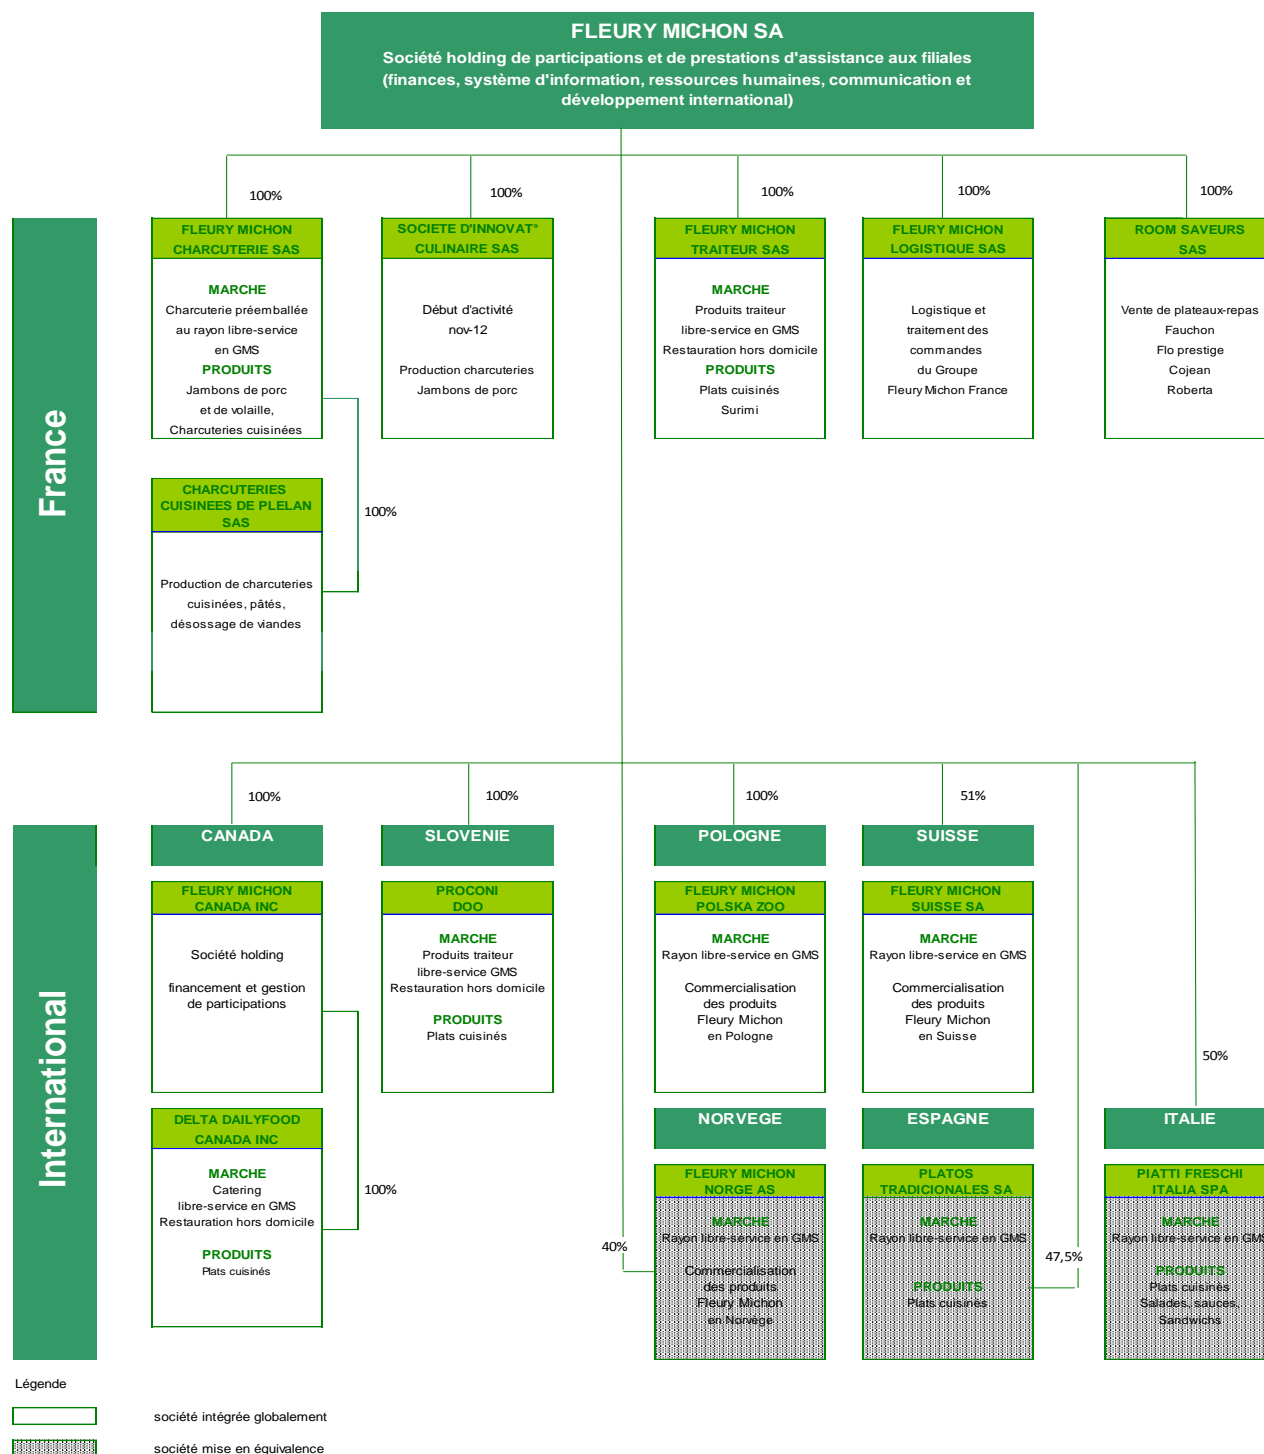 FLEURY MICHON SA
Société holding de participations et de prestations d'assistance aux filiales
(finances, système d'information, ressources humaines, communication et
développement international)
100%
100%
100%
100%
100%
France
FLEURY MICHON
CHARCUTERIE SAS
MARCHE
Charcuterie préemballée
au rayon libre-service
en GMS
PRODUITS
Jambons de porc
et de volaille,
Charcuteries cuisinées
SOCIETE D'INNOVAT°
CULINAIRE SAS
Début d'activité
nov-12
Production charcuteries
Jambons de porc
FLEURY MICHON
TRAITEUR SAS
MARCHE
Produits traiteur
libre-service en GMS
Restauration hors domicile
PRODUITS
Plats cuisinés
Surimi
FLEURY MICHON
LOGISTIQUE SAS
Logistique et
traitement des
commandes
du Groupe
Fleury Michon France
ROOM SAVEURS
SAS
Vente de plateaux-repas
Fauchon
Flo prestige
Cojean
Roberta
100%
CHARCUTERIES
CUISINEES DE PLELAN
SAS
Production de charcuteries
cuisinées, pâtés,
désossage de viandes
100%
100%
100%
51%
International
CANADA
FLEURY MICHON
CANADA INC
Société holding
financement et gestion
de participations
SLOVENIE
PROCONI
DOO
MARCHE
Produits traiteur
libre-service GMS
Restauration hors domicile
PRODUITS
Plats cuisinés
POLOGNE
FLEURY MICHON
POLSKA ZOO
MARCHE
Rayon libre-service en GMS
Commercialisation
des produits
Fleury Michon
en Pologne
SUISSE
FLEURY MICHON
SUISSE SA
MARCHE
Rayon libre-service en GMS
Commercialisation
des produits
Fleury Michon
en Suisse
50%
DELTA DAILYFOOD
CANADA INC
MARCHE
Catering
libre-service en GMS
Restauration hors domicile
PRODUITS
Plats cuisinés
100%
40%
NORVEGE
FLEURY MICHON
NORGE AS
MARCHE
Rayon libre-service en GMS
Commercialisation
des produits
Fleury Michon
en Norvège
ESPAGNE
PLATOS
TRADICIONALES SA
MARCHE
Rayon libre-service en GMS
PRODUITS
Plats cuisinés
47,5%
ITALIE
PIATTI FRESCHI
ITALIA SPA
MARCHE
Rayon libre-service en GMS
PRODUITS
Plats cuisinés
Salades, sauces,
Sandwichs
Légende
société intégrée globalement
société mise en équivalence